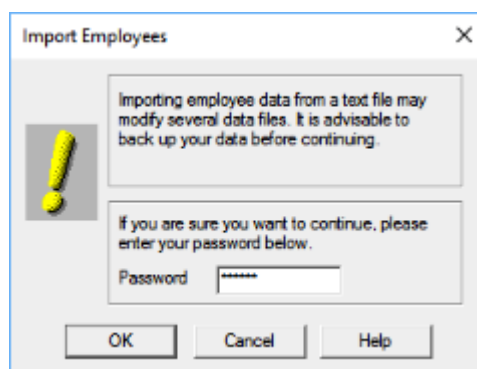 Import Employees
Importing employee data from a text file may
modify several data files. It is advisable to
back up your data before continuing.
If you are sure you want to continue, please
enter your password below.
Password ******
OK Cancel Help